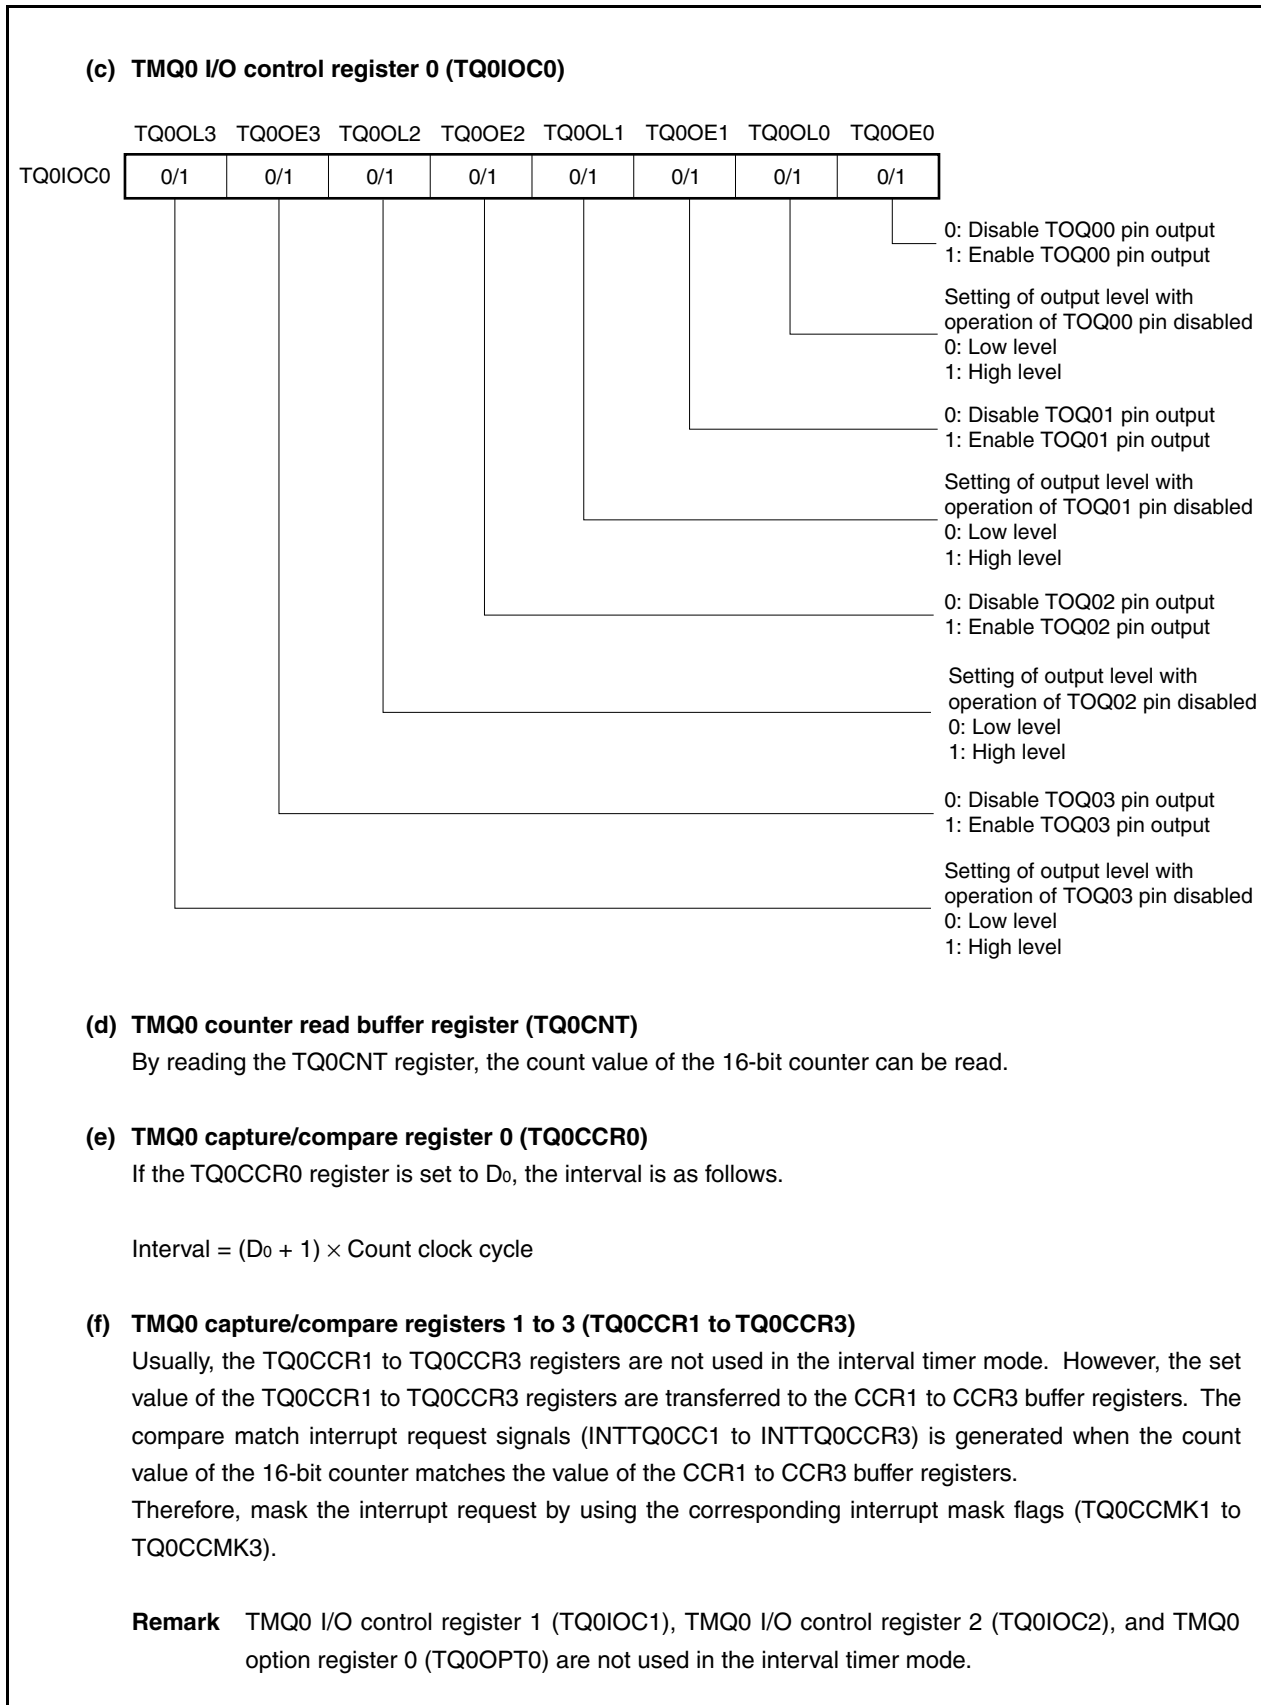 (c) TMQ0 I/O control register 0 (TQ0IOC0)
TQ0OL3 TQ0OE3 TQ0OL2 TQ0OE2 TQ0OL1 TQ0OE1 TQ0OL0 TQ0OE0
TQ0IOC0 0/1 0/1 0/1 0/1 0/1 0/1 0/1 0/1
0: Disable TOQ00 pin output
1: Enable TOQ00 pin output
Setting of output level with
operation of TOQ00 pin disabled
0: Low level
1: High level
0: Disable TOQ01 pin output
1: Enable TOQ01 pin output
Setting of output level with
operation of TOQ01 pin disabled
0: Low level
1: High level
0: Disable TOQ02 pin output
1: Enable TOQ02 pin output
Setting of output level with
operation of TOQ02 pin disabled
0: Low level
1: High level
0: Disable TOQ03 pin output
1: Enable TOQ03 pin output
Setting of output level with
operation of TOQ03 pin disabled
0: Low level
1: High level
(d) TMQ0 counter read buffer register (TQ0CNT)
By reading the TQ0CNT register, the count value of the 16-bit counter can be read.
(e) TMQ0 capture/compare register 0 (TQ0CCR0)
If the TQ0CCR0 register is set to D0, the interval is as follows.
Interval = (D0 + 1) × Count clock cycle
(f) TMQ0 capture/compare registers 1 to 3 (TQ0CCR1 to TQ0CCR3)
Usually, the TQ0CCR1 to TQ0CCR3 registers are not used in the interval timer mode. However, the set
value of the TQ0CCR1 to TQ0CCR3 registers are transferred to the CCR1 to CCR3 buffer registers. The
compare match interrupt request signals (INTTQ0CC1 to INTTQ0CCR3) is generated when the count
value of the 16-bit counter matches the value of the CCR1 to CCR3 buffer registers.
Therefore, mask the interrupt request by using the corresponding interrupt mask flags (TQ0CCMK1 to
TQ0CCMK3).
Remark TMQ0 I/O control register 1 (TQ0IOC1), TMQ0 I/O control register 2 (TQ0IOC2), and TMQ0
option register 0 (TQ0OPT0) are not used in the interval timer mode.